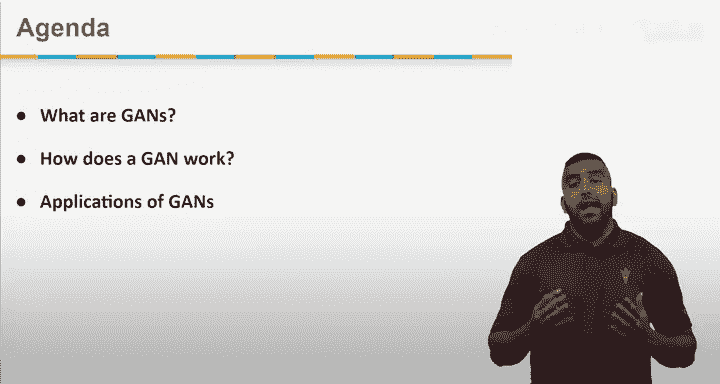 Agenda
● What are GANs?
● How does a GAN work?
● Applications of GANs